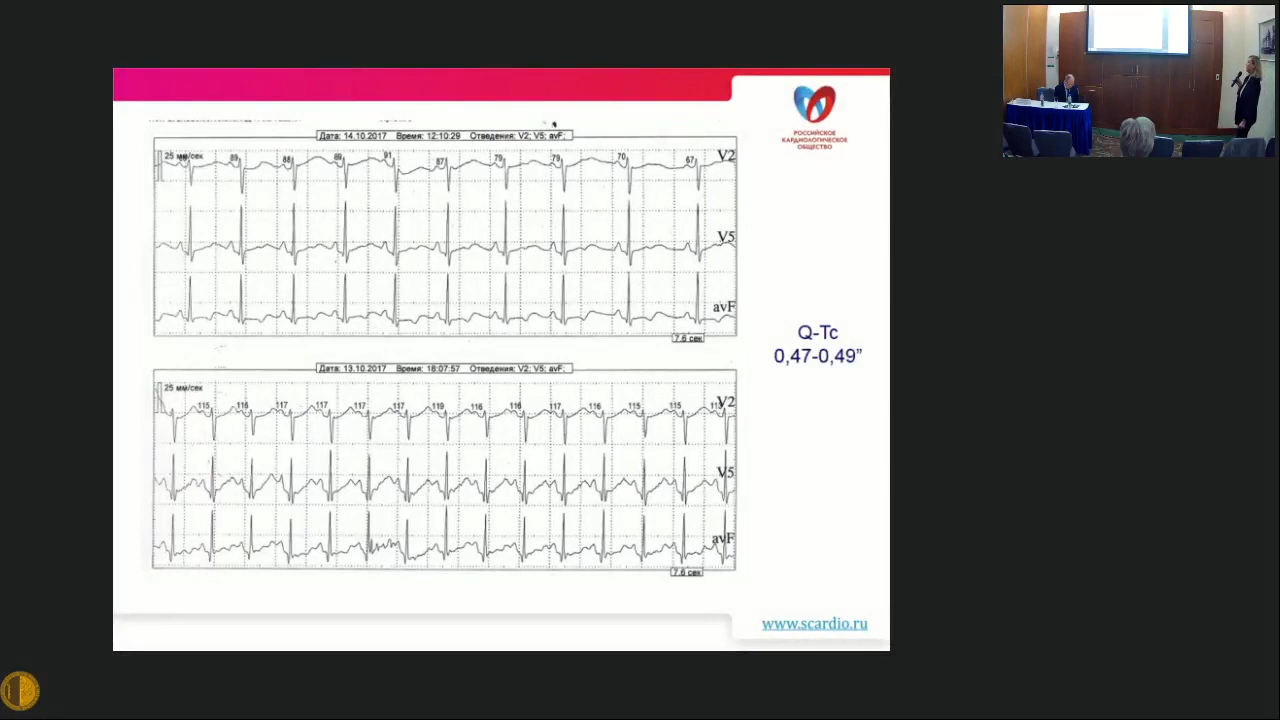 РОССИЙСКОЕ
КАРДИОЛОГИЧЕСКОЕ
ОБЩЕСТВО
Дата: 14.10.2017 Время: 12:10:29 Отведения: V2; V5; avF;
25 мм/сек
89 88 89 91 87 79 79 70 67
V2
V5
avF
7.6 сек
Q-Tc
0,47-0,49”
Дата: 13.10.2017 Время: 18:07:57 Отведения: V2; V5; avF;
25 мм/сек
115 116 117 117 117 117 119 116 116 117 116 115 115
V2
V5
avF
7.6 сек
www.scardio.ru